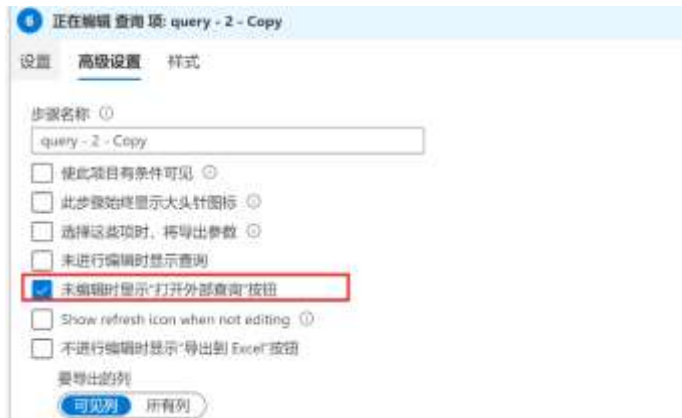 6 正在编辑 查询 项: query - 2 - Copy
设置 高级设置 样式
步骤名称
query - 2 - Copy
使此项目有条件可见
此步骤始终显示大头针图标
选择这些项时，将导出参数
未进行编辑时显示查询
未编辑时显示“打开外部查询”按钮
Show refresh icon when not editing
不进行编辑时显示“导出到 Excel”按钮
要导出的列
可见列 所有列